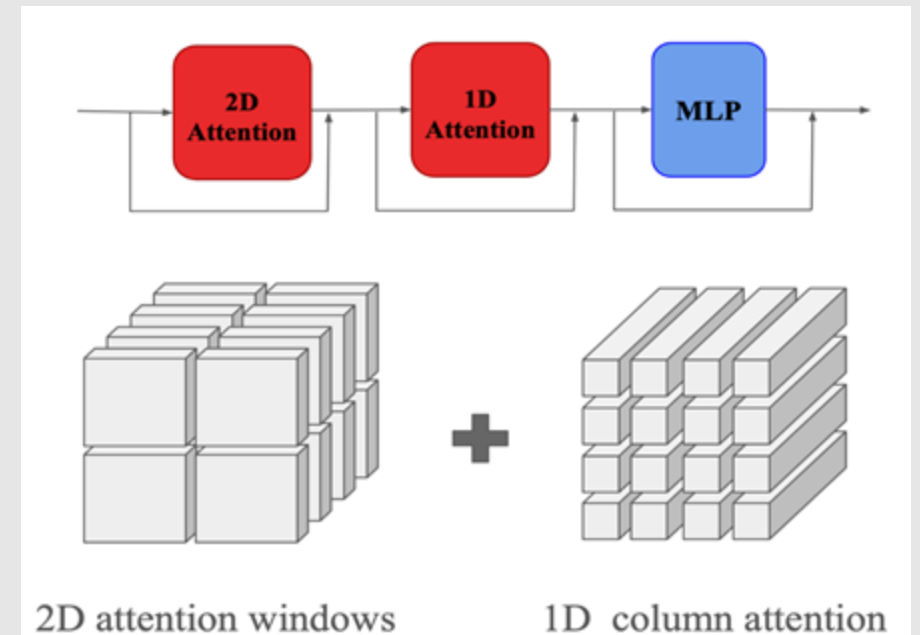 2D
Attention
1D
Attention
MLP
2D attention windows
1D column attention